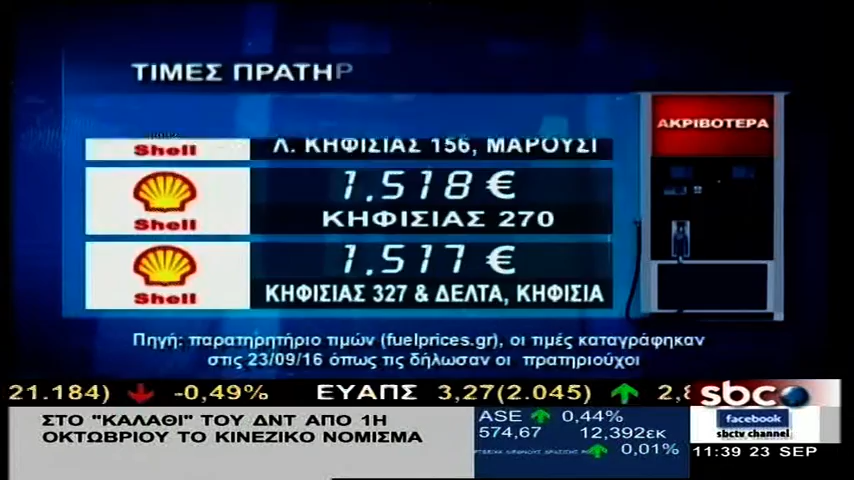 ΤΙΜΕΣ ΠΡΑΤΗΡ
ΑΚΡΙΒΟΤΕΡΑ
Shell
Λ. ΚΗΦΙΣΙΑΣ 156, ΜΑΡΟΥΣΙ
1,518 €
Shell
ΚΗΦΙΣΙΑΣ 270
1,517 €
Shell
ΚΗΦΙΣΙΑΣ 327 & ΔΕΛΤΑ, ΚΗΦΙΣΙΑ
Πηγή: παρατηρητήριο τιμών (fuelprices.gr), οι τιμές καταγράφηκαν
στις 23/09/16 όπως τις δήλωσαν οι πρατηριούχοι
21.184) -0,49% ΕΥΑΠΣ 3,27(2.045) 2,8
sbc
facebook
sbctv channel
ΣΤΟ "ΚΑΛΑΘΙ" ΤΟΥ ΔΝΤ ΑΠΟ 1Η
ΟΚΤΩΒΡΙΟΥ ΤΟ ΚΙΝΕΖΙΚΟ ΝΟΜΙΣΜΑ
ASE 0,44%
574,67 12,392εκ
0,01%
11:39 23 SEP